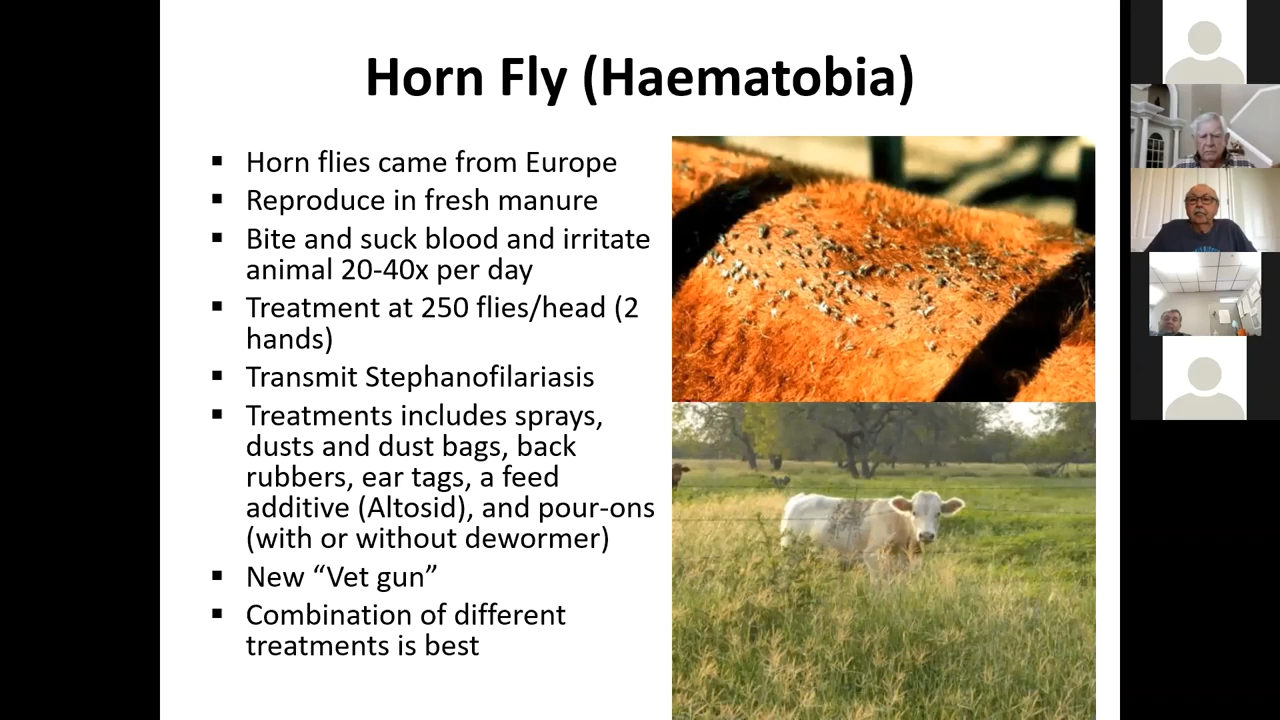 Horn Fly (Haematobia)
▪ Horn flies came from Europe
▪ Reproduce in fresh manure
▪ Bite and suck blood and irritate
animal 20-40x per day
▪ Treatment at 250 flies/head (2
hands)
▪ Transmit Stephanofilariasis
▪ Treatments includes sprays,
dusts and dust bags, back
rubbers, ear tags, a feed
additive (Altosid), and pour-ons
(with or without dewormer)
▪ New “Vet gun”
▪ Combination of different
treatments is best